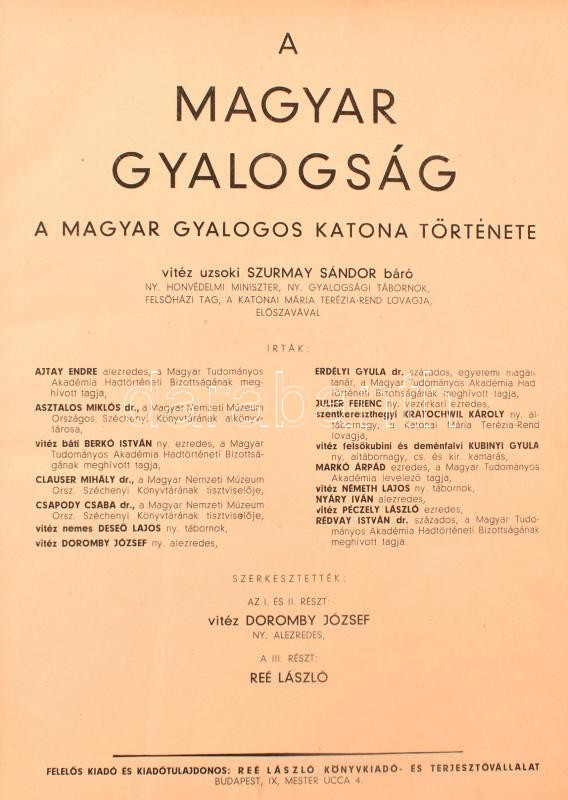 A
MAGYAR
GYALOGSÁG
A MAGYAR GYALOGOS KATONA TÖRTÉNETE
vitéz uzsoki SZURMAY SÁNDOR báró
NY. HONVÉDELMI MINISZTER, NY. GYALOGSÁGI TÁBORNOK,
FELSŐHÁZI TAG, A KATONAI MÁRIA TERÉZIA-REND LOVAGJA,
ELŐSZAVÁVAL
IRTÁK:
AJTAY ENDRE alezredes, a Magyar Tudományos
Akadémia Hadtörténeti Bizottságának meg-
hívott tagja,
ASZTALOS MIKLÓS dr., a Magyar Nemzeti Múzeum
Országos Széchenyi Könyvtárának alkönyv-
tárosa,
vitéz báti BERKÓ ISTVÁN ny. ezredes, a Magyar
Tudományos Akadémia Hadtörténeti Bizottsá-
gának meghívott tagja,
CLAUSER MIHÁLY dr., a Magyar Nemzeti Múzeum
Orsz. Széchenyi Könyvtárának tisztviselője,
CSAPODY CSABA dr., a Magyar Nemzeti Múzeum
Orsz. Széchenyi Könyvtárának tisztviselője,
vitéz nemes DESEŐ LAJOS ny. tábornok,
vitéz DOROMBY JÓZSEF ny. alezredes,
ERDÉLYI GYULA dr. százados, egyetemi magán-
tanár, a Magyar Tudományos Akadémia Had-
történeti Bizottságának meghívott tagja,
JULIER FERENC ny. vezérkari ezredes,
szentkereszthegyi KRATOCHWIL KÁROLY ny. al-
tábornagy, a Katonai Mária Terézia-Rend
lovagja,
vitéz felsőkubini és deménfalvi KUBINYI GYULA
ny. altábornagy, cs. és kir. kamarás,
MARKÓ ÁRPÁD ezredes, a Magyar Tudományos
Akadémia levelező tagja,
vitéz NÉMETH LAJOS ny. tábornok,
NYÁRY IVÁN alezredes,
vitéz PÉCZELY LÁSZLÓ ezredes,
RÉDVAY ISTVÁN dr. százados, a Magyar Tudo-
mányos Akadémia Hadtörténeti Bizottságának
meghívott tagja.
SZERKESZTETTÉK:
AZ I. ÉS II. RÉSZT:
vitéz DOROMBY JÓZSEF
NY. ALEZREDES,
A III. RÉSZT:
REÉ LÁSZLÓ
FELELŐS KIADÓ ÉS KIADÓTULAJDONOS: REÉ LÁSZLÓ KÖNYVKIADÓ- ÉS TERJESZTŐVÁLLALAT
BUDAPEST, IX, MESTER UCCA 4.